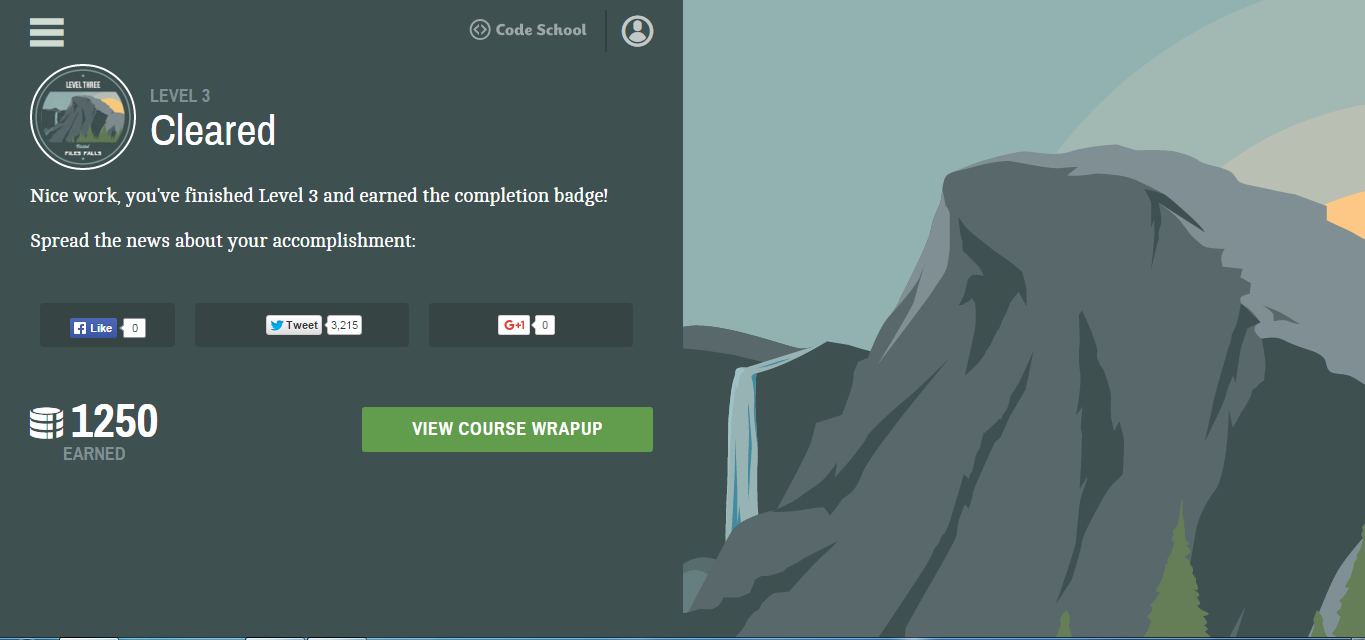 Code School
LEVEL THREE
FILES FALLS
LEVEL 3
Cleared
Nice work, you've finished Level 3 and earned the completion badge!
Spread the news about your accomplishment:
Like 0
Tweet 3,215
G+1 0
1250
EARNED
VIEW COURSE WRAPUP